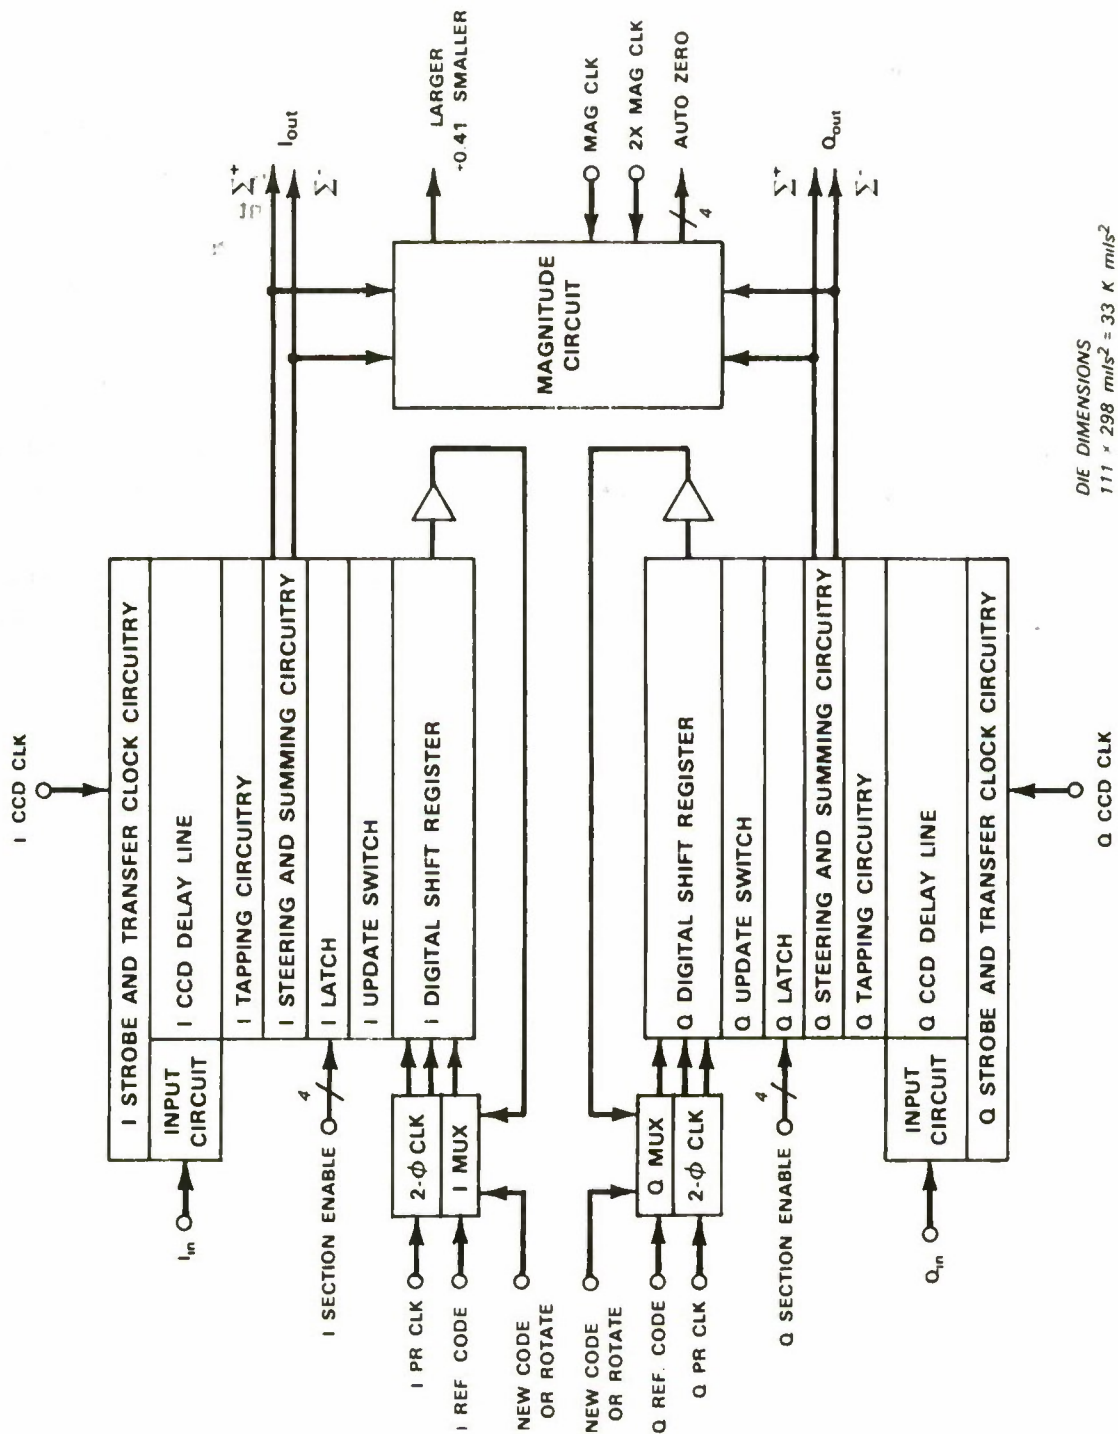 I CCD CLK
I STROBE AND TRANSFER CLOCK CIRCUITRY
INPUT
CIRCUIT
I CCD DELAY LINE
I TAPPING CIRCUITRY
I STEERING AND SUMMING CIRCUITRY
I LATCH
I UPDATE SWITCH
I DIGITAL SHIFT REGISTER
I in
I SECTION ENABLE
4
2-ϕ CLK
I MUX
I PR CLK
I REF CODE
NEW CODE
OR ROTATE
Σ+
Σ-
I out
LARGER
+0.41 SMALLER
MAGNITUDE
CIRCUIT
MAG CLK
2X MAG CLK
AUTO ZERO
4
NEW CODE
OR ROTATE
Q REF. CODE
Q PR CLK
Q MUX
2-ϕ CLK
Q SECTION ENABLE
4
Q in
Q DIGITAL SHIFT REGISTER
Q UPDATE SWITCH
Q LATCH
Q STEERING AND SUMMING CIRCUITRY
Q TAPPING CIRCUITRY
INPUT
CIRCUIT
Q CCD DELAY LINE
Q STROBE AND TRANSFER CLOCK CIRCUITRY
Q CCD CLK
Σ+
Σ-
Q out
DIE DIMENSIONS
111 × 298 mils² = 33 K mils²